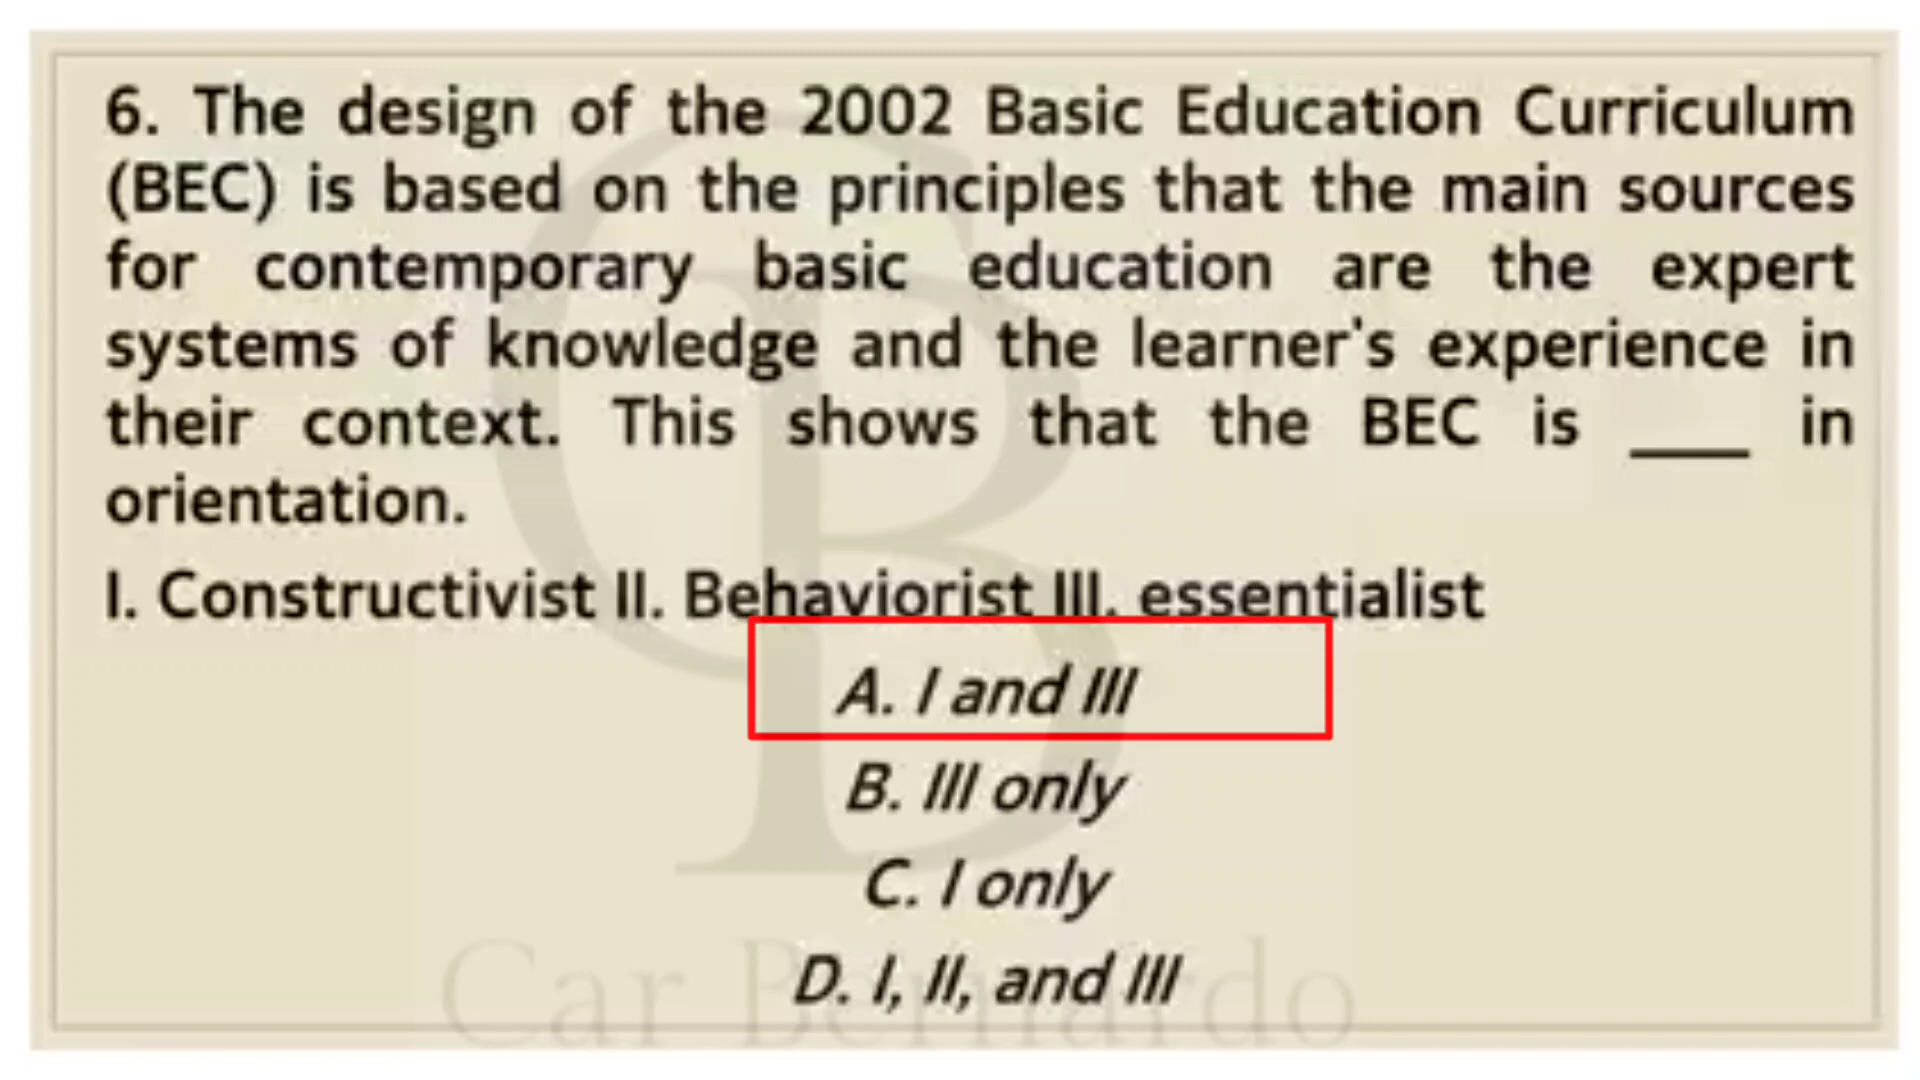 6. The design of the 2002 Basic Education Curriculum
(BEC) is based on the principles that the main sources
for contemporary basic education are the expert
systems of knowledge and the learner's experience in
their context. This shows that the BEC is ____ in
orientation.
I. Constructivist II. Behaviorist III. essentialist
A. I and III
B. III only
C. I only
D. I, II, and III
CB
Car Bernardo